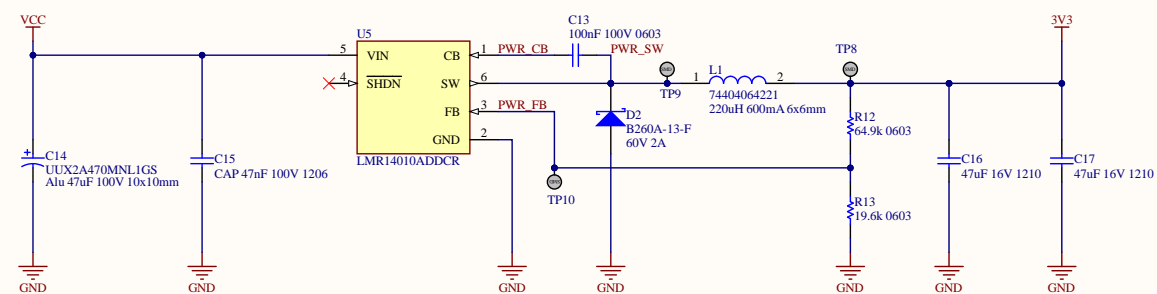 VCC
C13
3V3
U5
100nF 100V 0603
5
VIN
CB
1
PWR_CB
PWR_SW
TP8
4
SHDN
SW
6
TP9
1
L1
2
74404064221
220uH 600mA 6x6mm
FB
3
PWR_FB
D2
B260A-13-F
60V 2A
R12
64.9k 0603
GND
2
LMR14010ADDCR
C14
UUX2A470MNL1GS
Alu 47uF 100V 10x10mm
C15
CAP 47nF 100V 1206
C16
47uF 16V 1210
C17
47uF 16V 1210
TP10
R13
19.6k 0603
GND
GND
GND
GND
GND
GND
GND